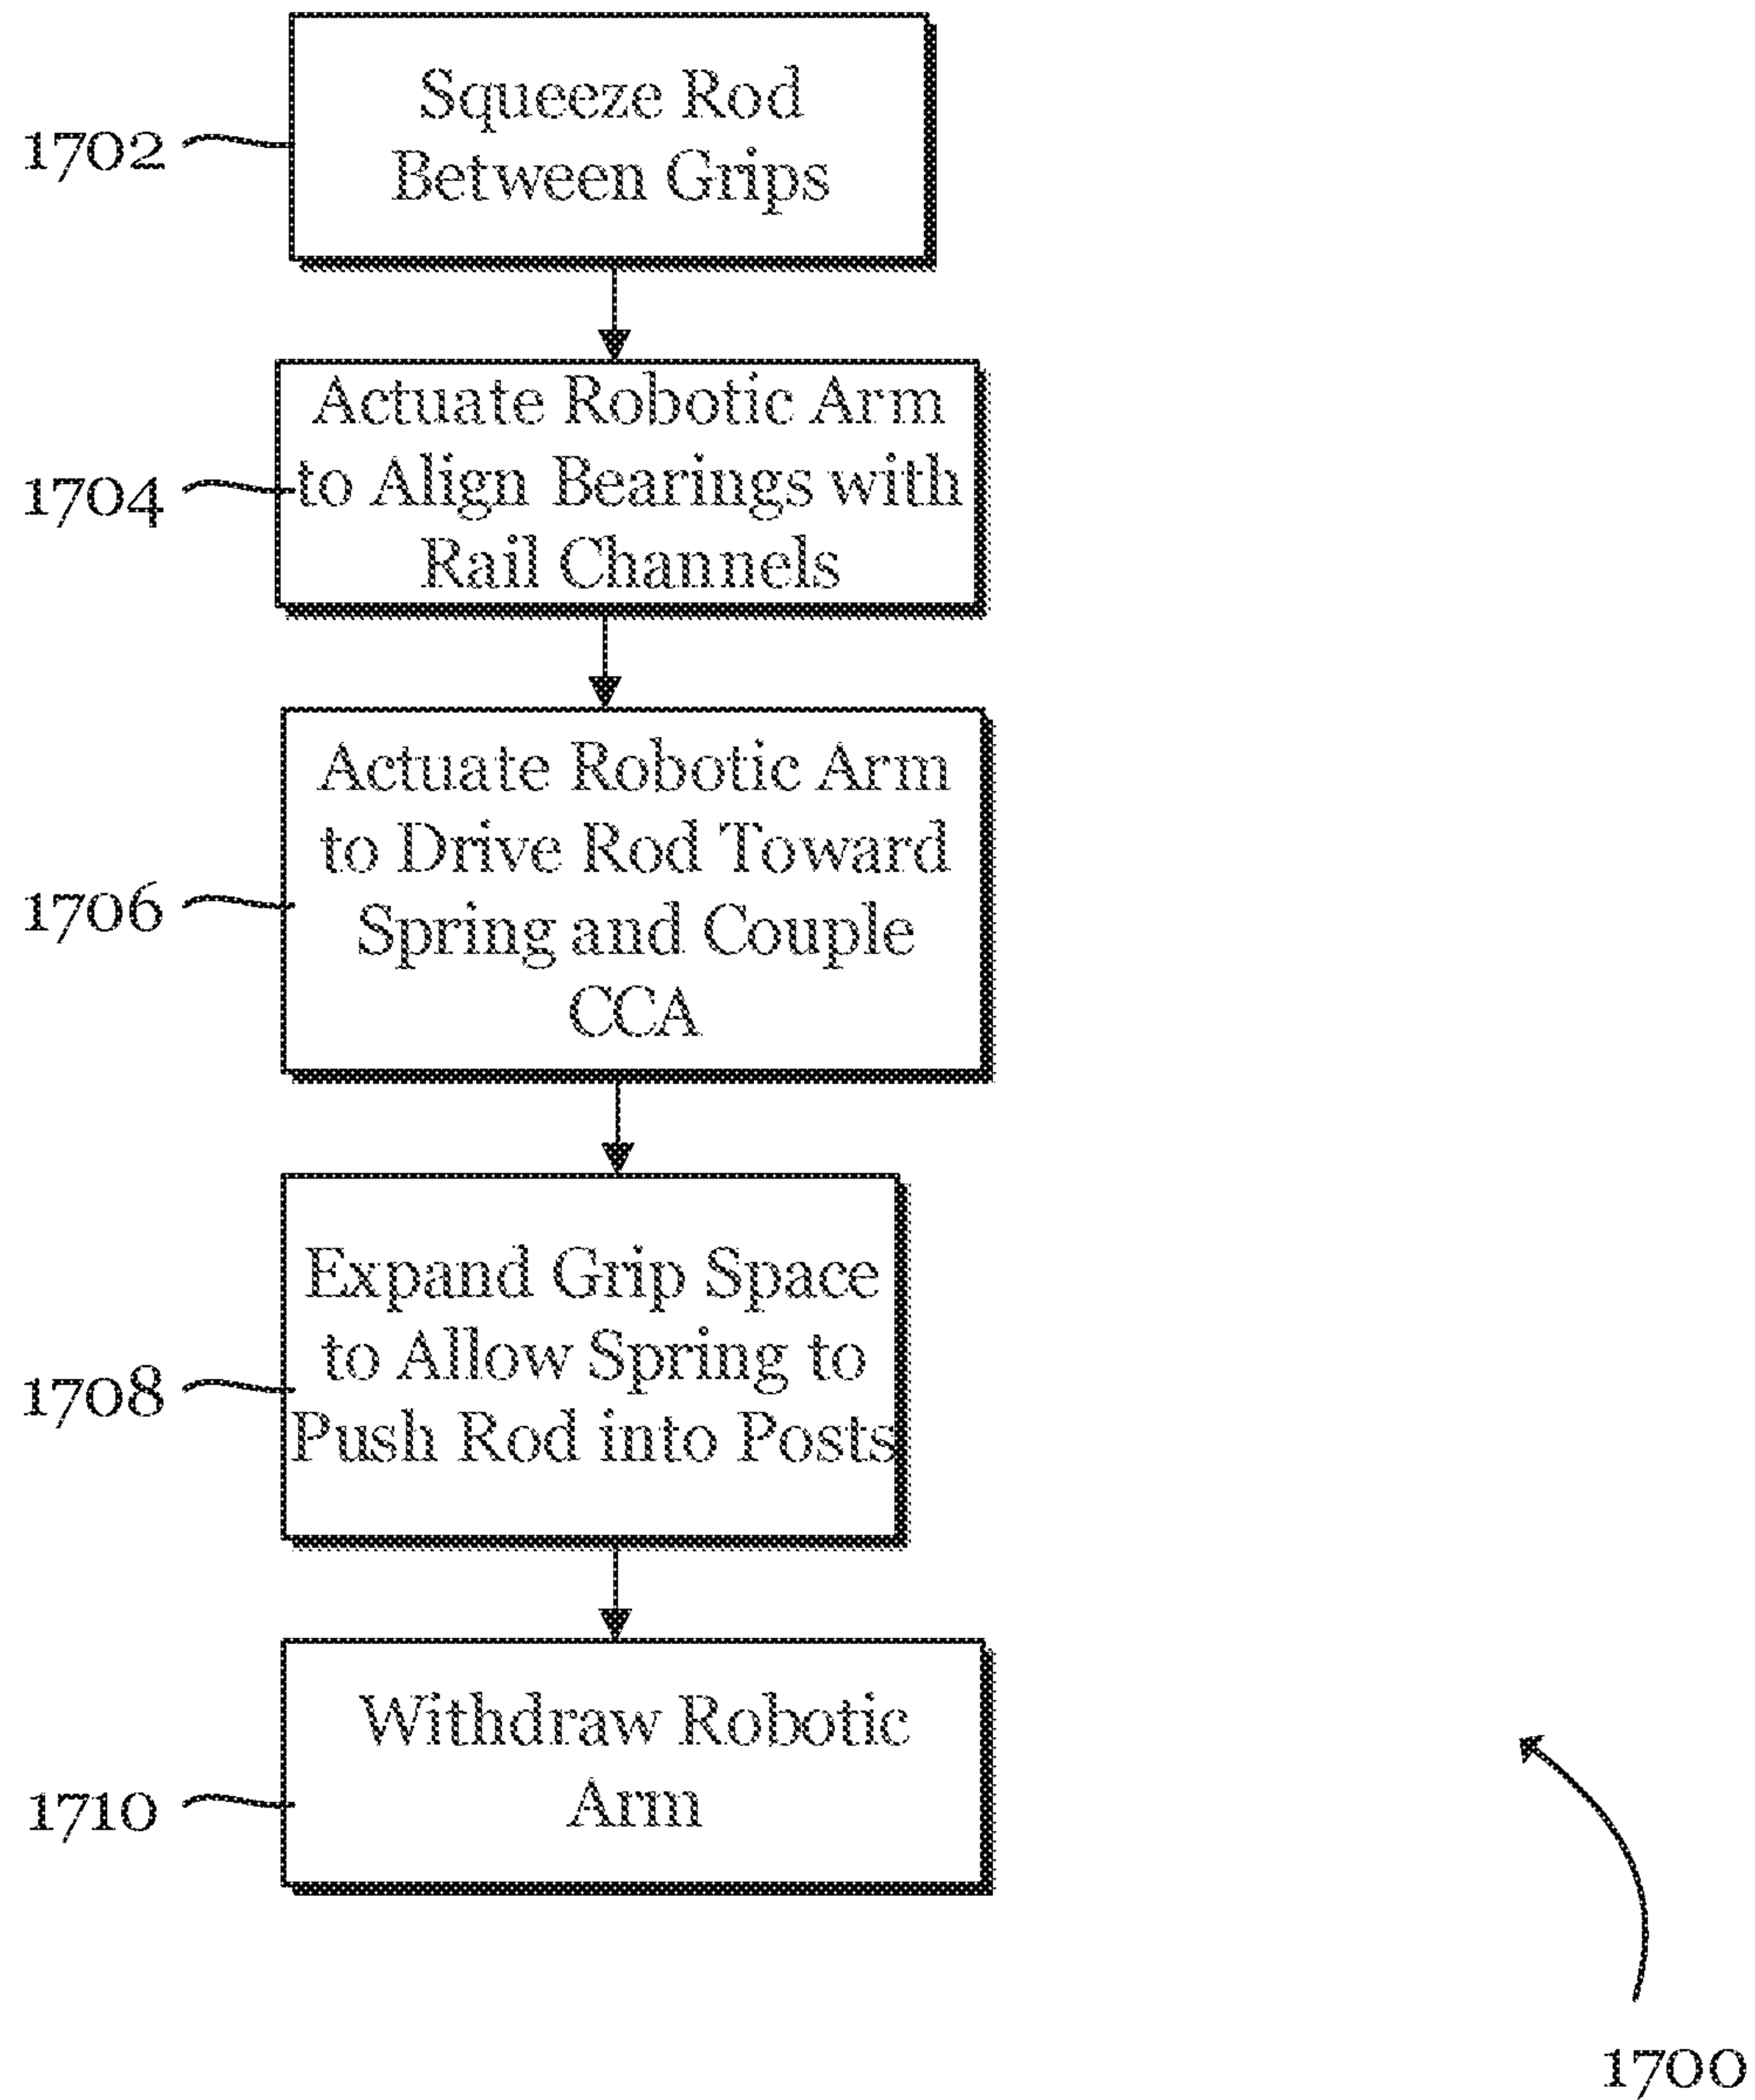 Squeeze Rod
Between Grips
1702
Actuate Robotic Arm
to Align Bearings with
Rail Channels
1704
Actuate Robotic Arm
to Drive Rod Toward
Spring and Couple
CCA
1706
Expand Grip Space
to Allow Spring to
Push Rod into Posts
1708
Withdraw Robotic
Arm
1710
1700